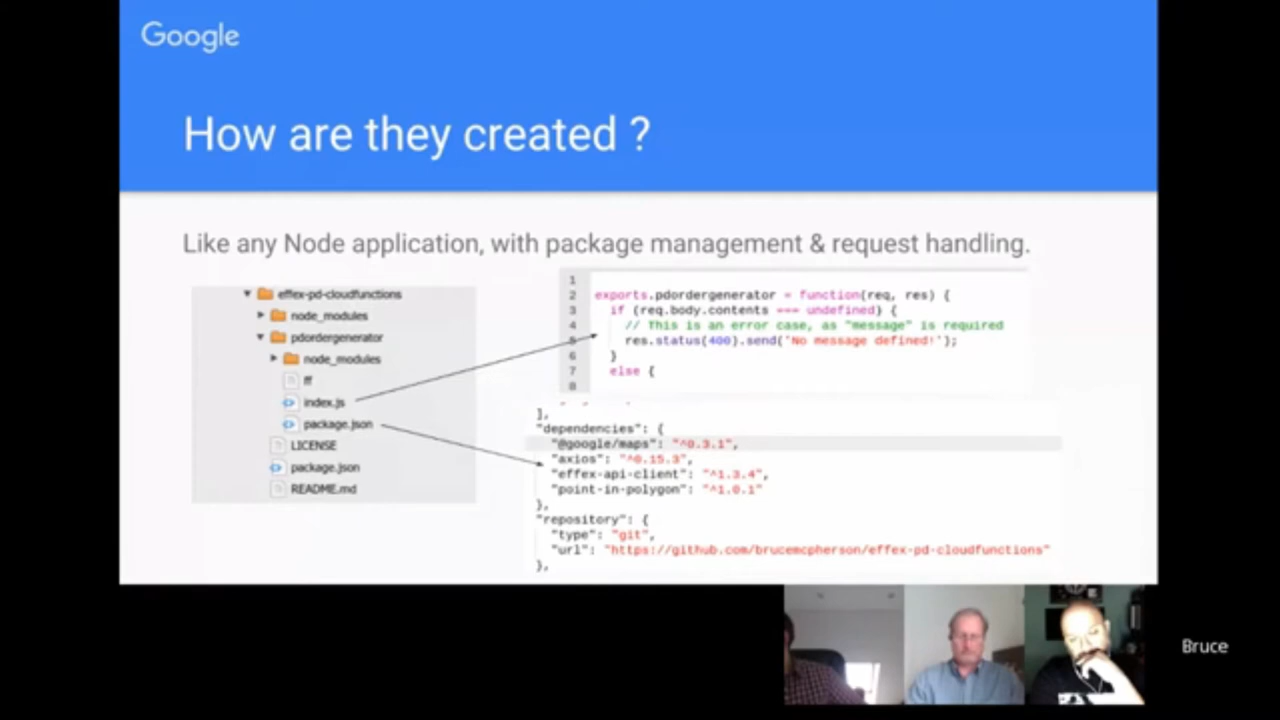 Google
How are they created ?
Like any Node application, with package management & request handling.
effex-pd-cloudfunctions
node_modules
pdordergenerator
node_modules
ff
index.js
package.json
LICENSE
package.json
README.md
1
2 exports.pdordergenerator = function(req, res) {
3 if (req.body.contents === undefined) {
4 // This is an error case, as "message" is required
5 res.status(400).send('No message defined!');
6 }
7 else {
8
],
"dependencies": {
"@google/maps": "^0.3.1",
"axios": "^0.15.3",
"effex-api-client": "^1.3.4",
"point-in-polygon": "^1.0.1"
},
"repository": {
"type": "git",
"url": "https://github.com/brucemcpherson/effex-pd-cloudfunctions"
},
Bruce